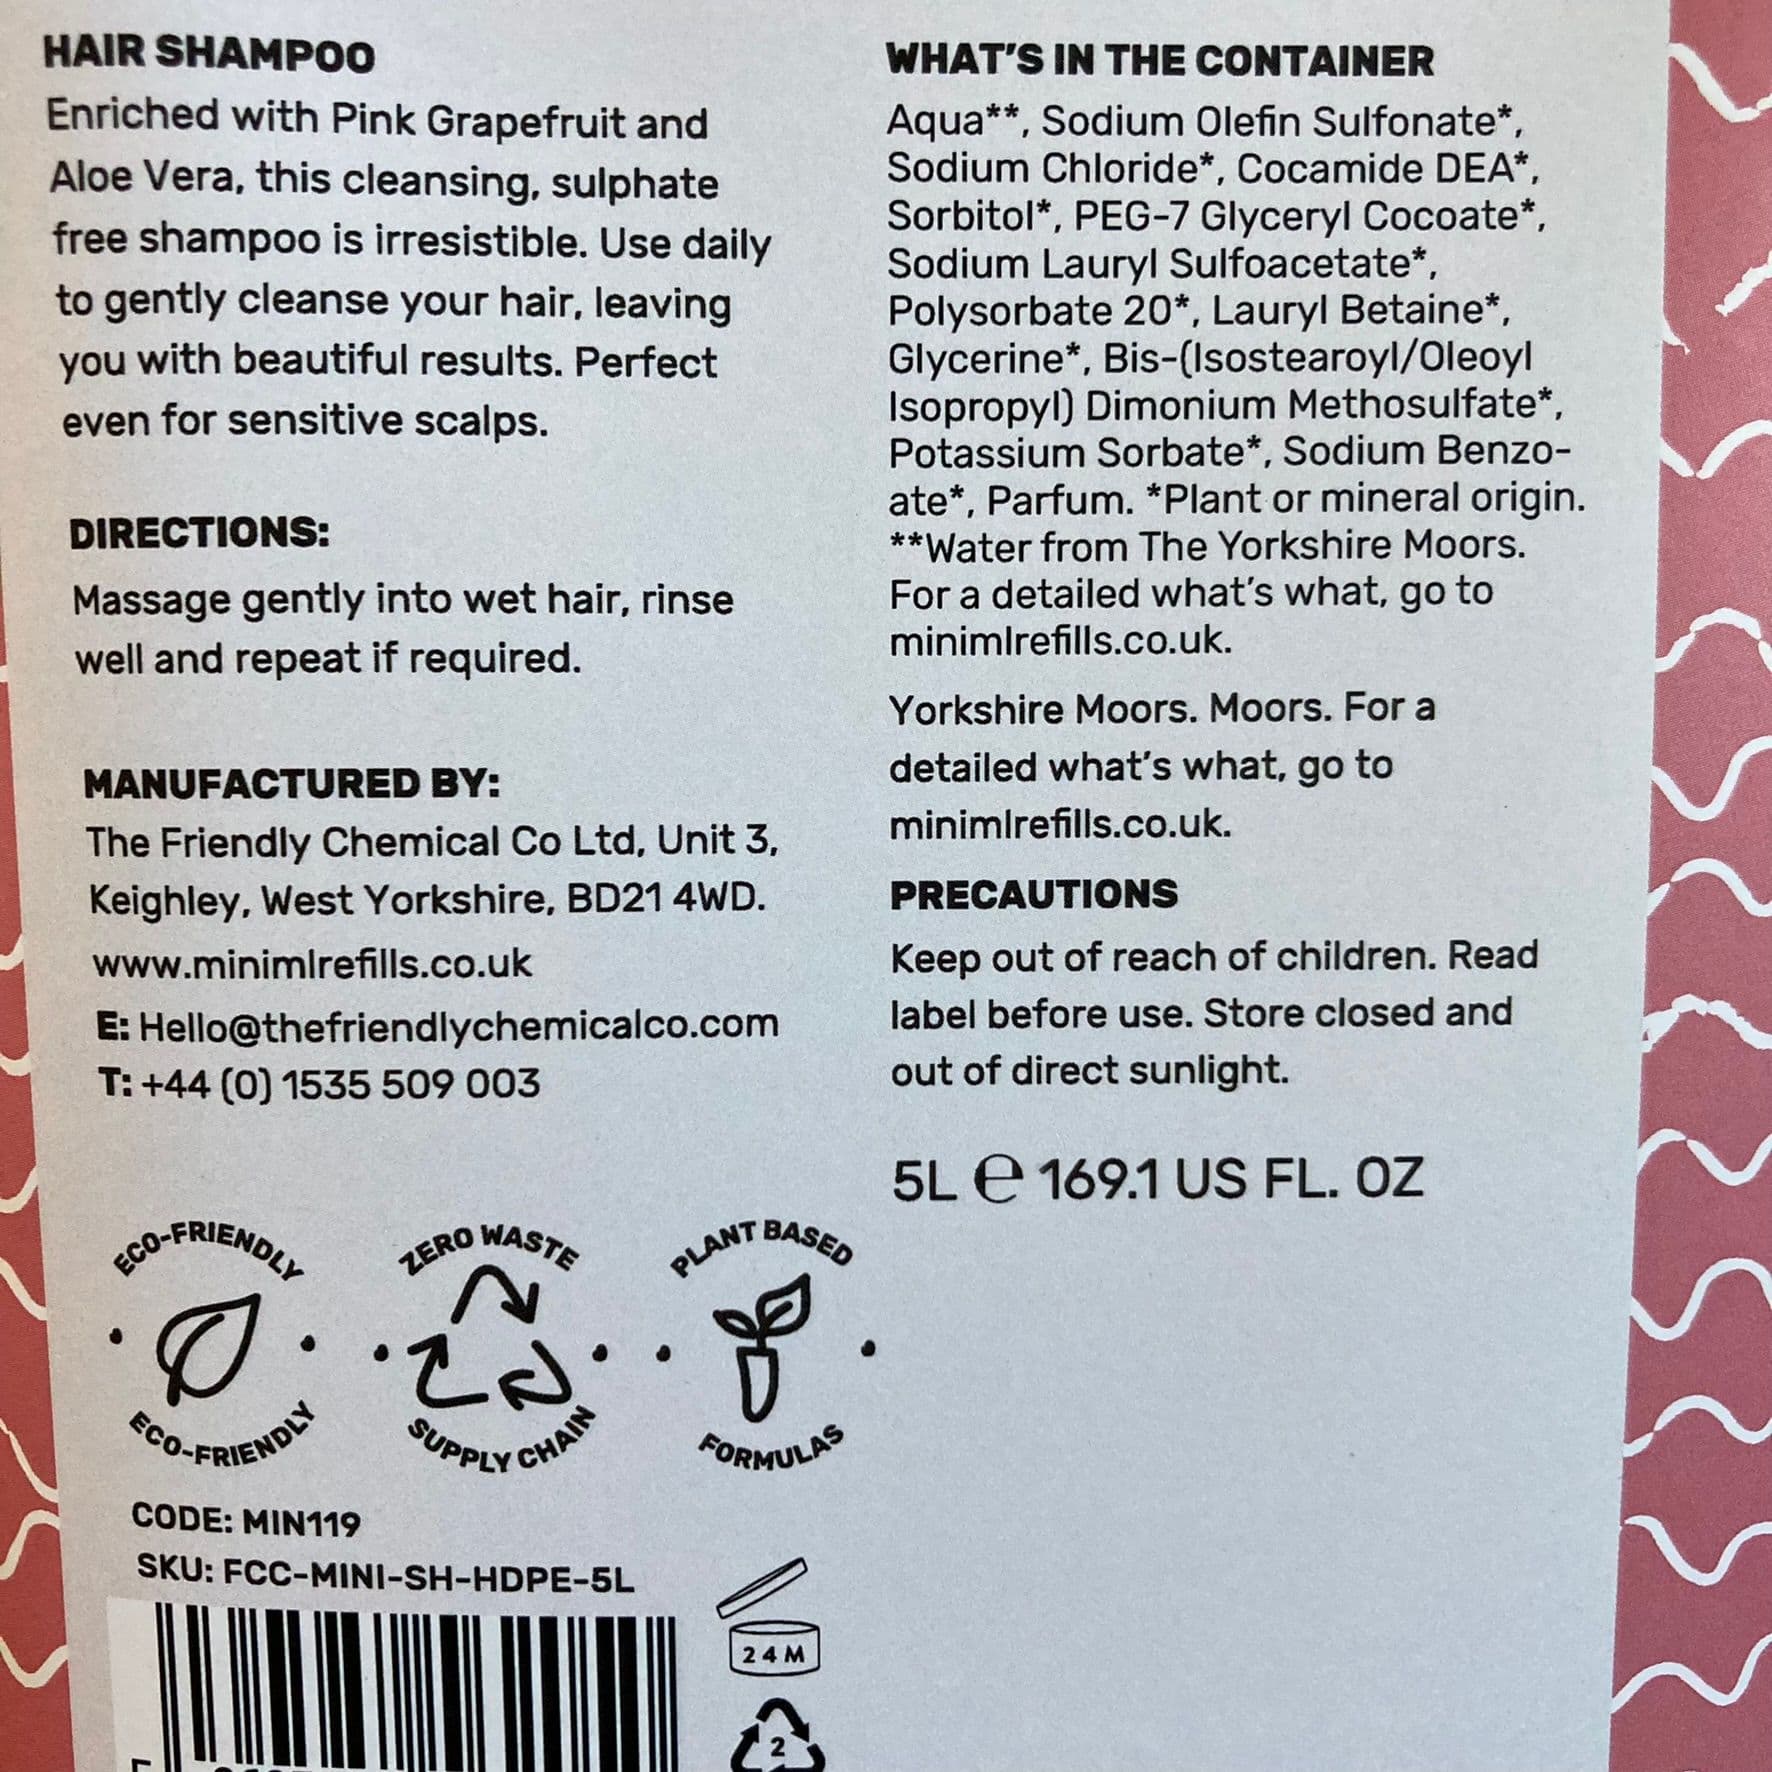 HAIR SHAMPOO
Enriched with Pink Grapefruit and
Aloe Vera, this cleansing, sulphate
free shampoo is irresistible. Use daily
to gently cleanse your hair, leaving
you with beautiful results. Perfect
even for sensitive scalps.
DIRECTIONS:
Massage gently into wet hair, rinse
well and repeat if required.
MANUFACTURED BY:
The Friendly Chemical Co Ltd, Unit 3,
Keighley, West Yorkshire, BD21 4WD.
www.minimlrefills.co.uk
E: Hello@thefriendlychemicalco.com
T: +44 (0) 1535 509 003
ECO-FRIENDLY
ECO-FRIENDLY
ZERO WASTE
SUPPLY CHAIN
PLANT BASED
FORMULAS
CODE: MIN119
SKU: FCC-MINI-SH-HDPE-5L
24M
2
WHAT'S IN THE CONTAINER
Aqua**, Sodium Olefin Sulfonate*,
Sodium Chloride*, Cocamide DEA*,
Sorbitol*, PEG-7 Glyceryl Cocoate*,
Sodium Lauryl Sulfoacetate*,
Polysorbate 20*, Lauryl Betaine*,
Glycerine*, Bis-(Isostearoyl/Oleoyl
Isopropyl) Dimonium Methosulfate*,
Potassium Sorbate*, Sodium Benzo-
ate*, Parfum. *Plant or mineral origin.
**Water from The Yorkshire Moors.
For a detailed what's what, go to
minimlrefills.co.uk.
Yorkshire Moors. Moors. For a
detailed what's what, go to
minimlrefills.co.uk.
PRECAUTIONS
Keep out of reach of children. Read
label before use. Store closed and
out of direct sunlight.
5L ℮ 169.1 US FL. OZ